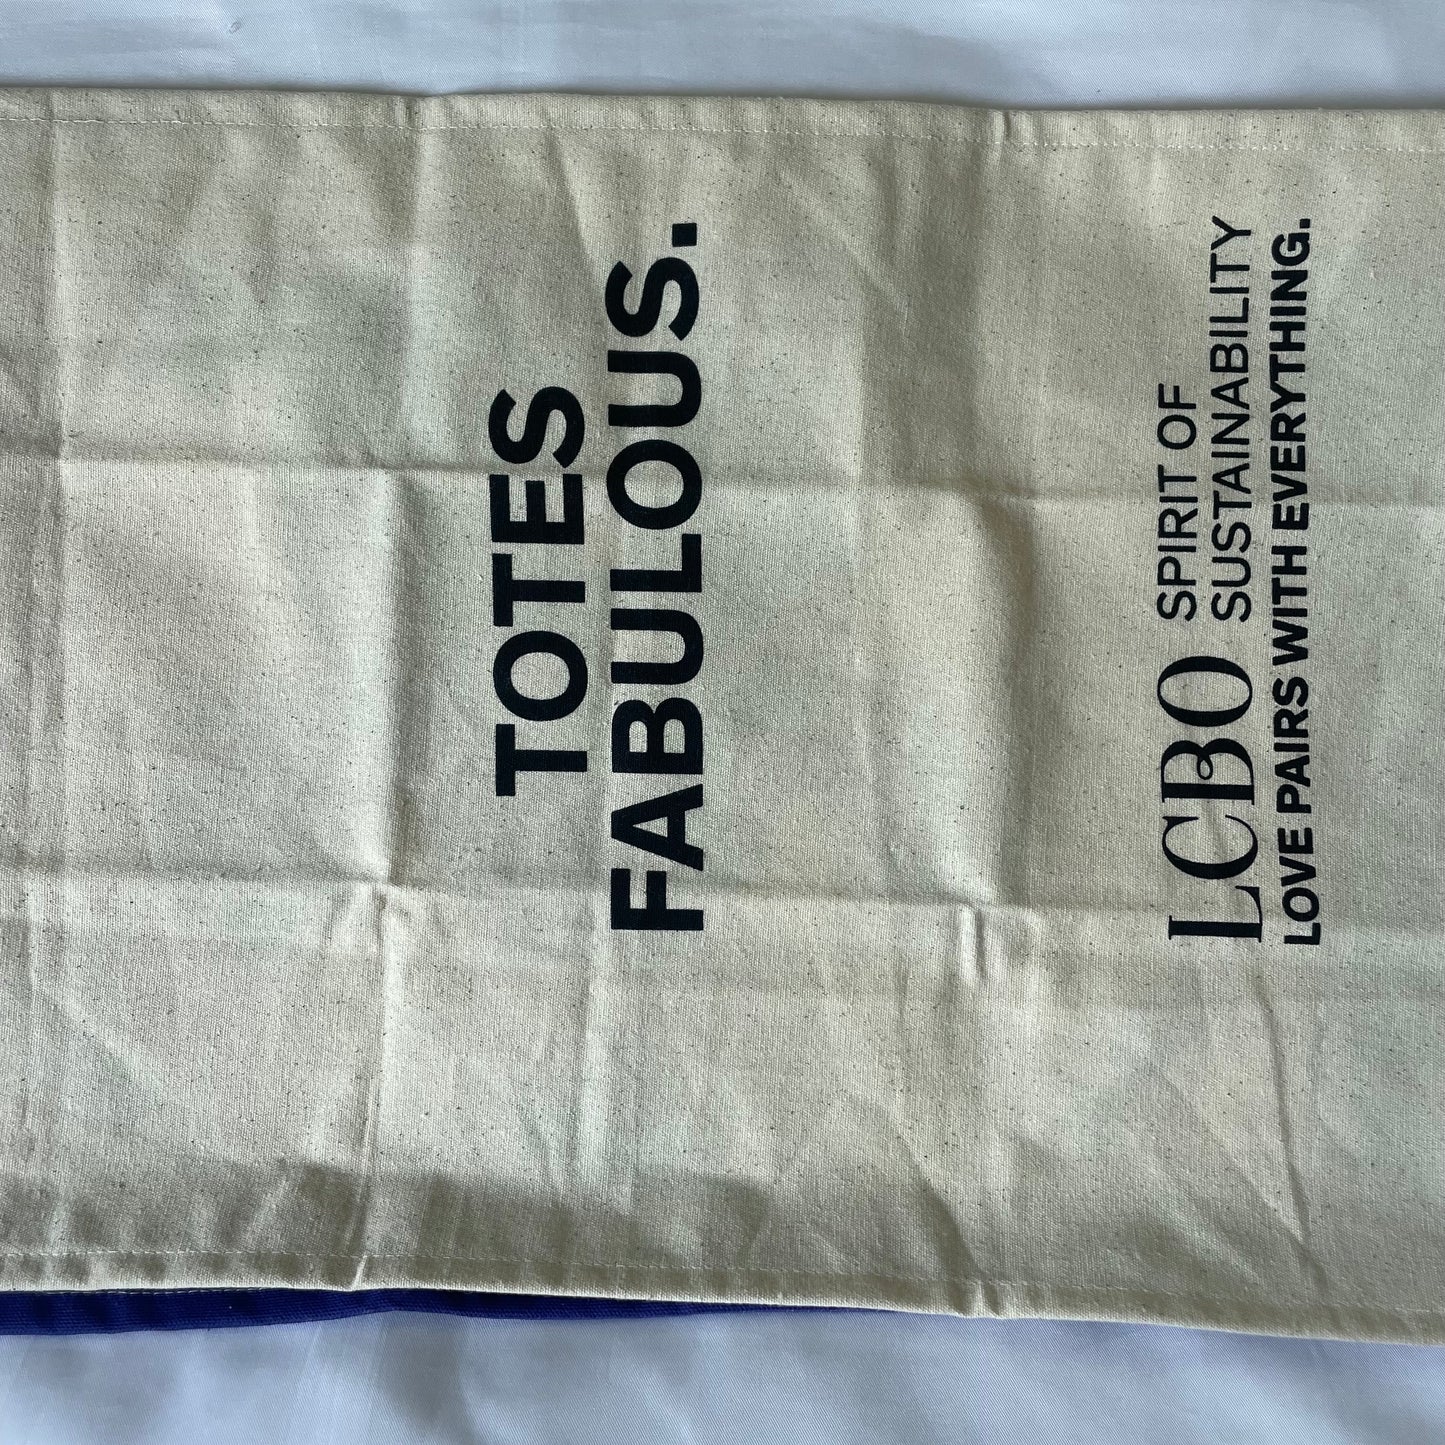 TOTES
FABULOUS.
LCBO SPIRIT OF
SUSTAINABILITY
LOVE PAIRS WITH EVERYTHING.